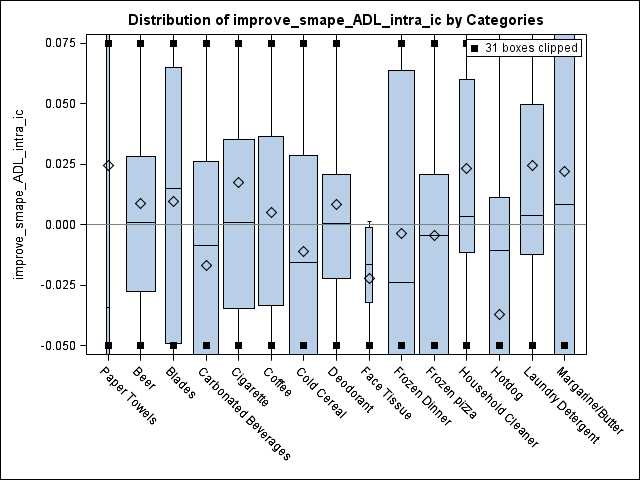 Distribution of improve_smape_ADL_intra_ic by Categories
31 boxes clipped
improve_smape_ADL_intra_ic
0.075
0.050
0.025
0.000
-0.025
-0.050
Paper Towels
Beer
Blades
Carbonated Beverages
Cigarette
Coffee
Cold Cereal
Deodorant
Face Tissue
Frozen Dinner
Frozen pizza
Household Cleaner
Hotdog
Laundry Detergent
Margarine/Butter